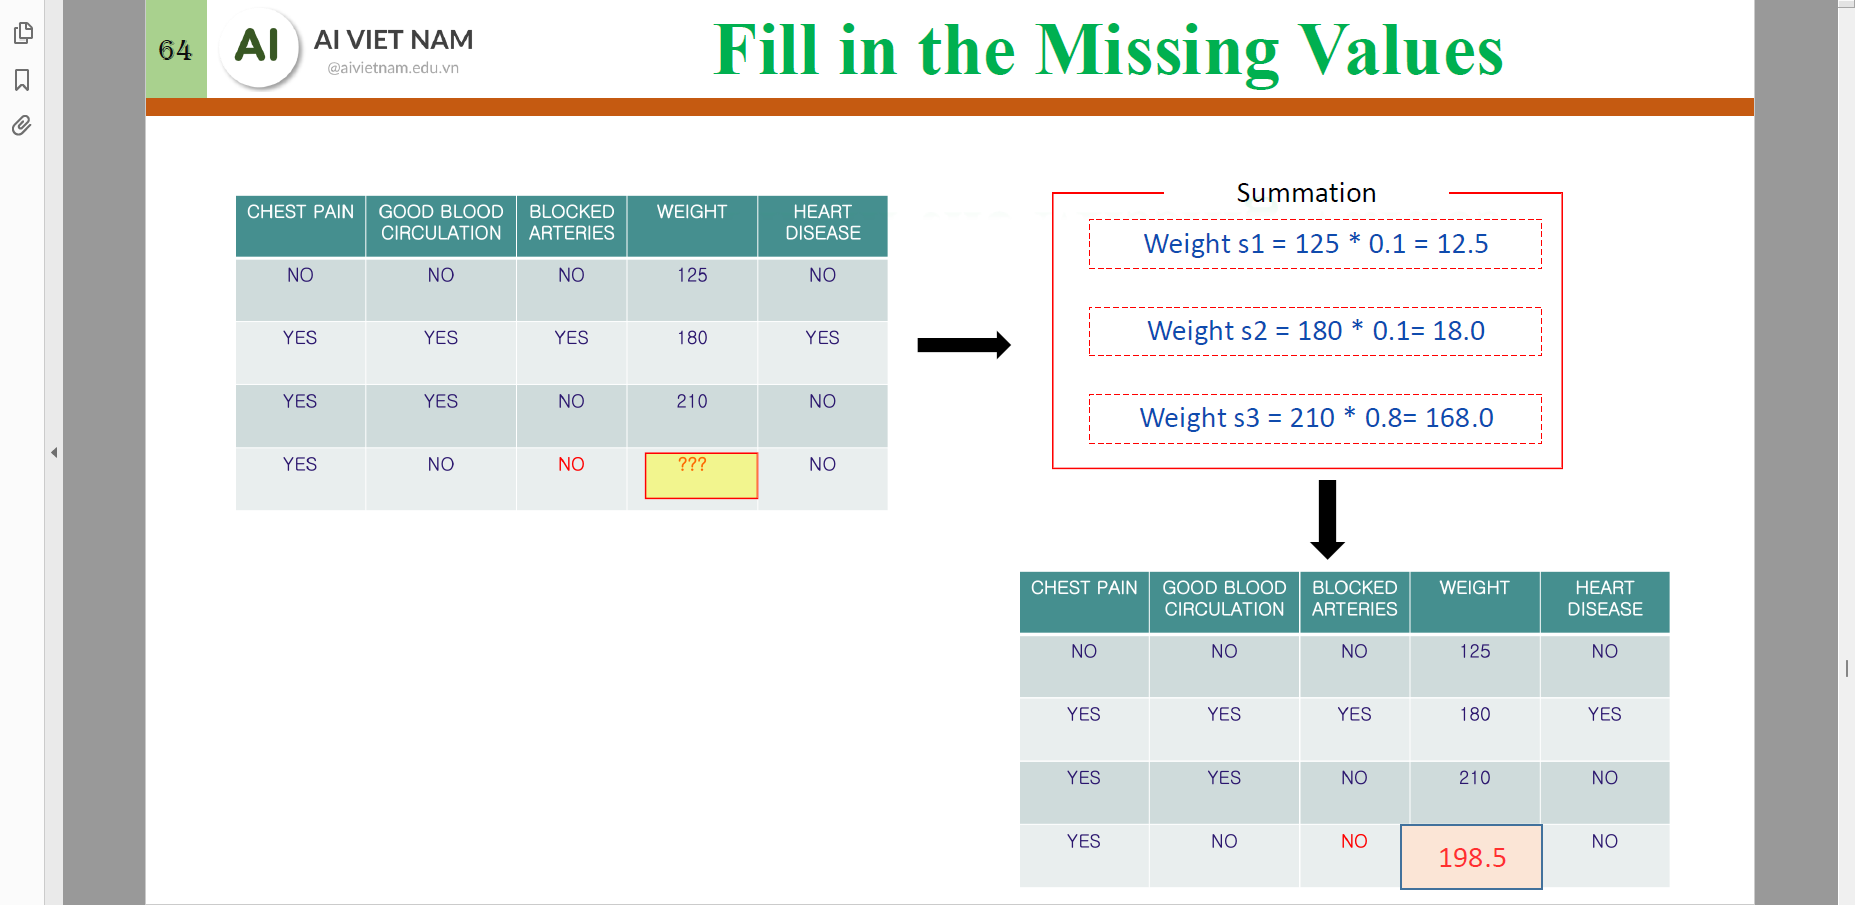 64
AI
AI VIET NAM
@aivietnam.edu.vn
Fill in the Missing Values
CHEST PAIN GOOD BLOOD CIRCULATION BLOCKED ARTERIES WEIGHT HEART DISEASE
NO NO NO 125 NO
YES YES YES 180 YES
YES YES NO 210 NO
YES NO NO ??? NO
Summation
Weight s1 = 125 * 0.1 = 12.5
Weight s2 = 180 * 0.1= 18.0
Weight s3 = 210 * 0.8= 168.0
CHEST PAIN GOOD BLOOD CIRCULATION BLOCKED ARTERIES WEIGHT HEART DISEASE
NO NO NO 125 NO
YES YES YES 180 YES
YES YES NO 210 NO
YES NO NO 198.5 NO